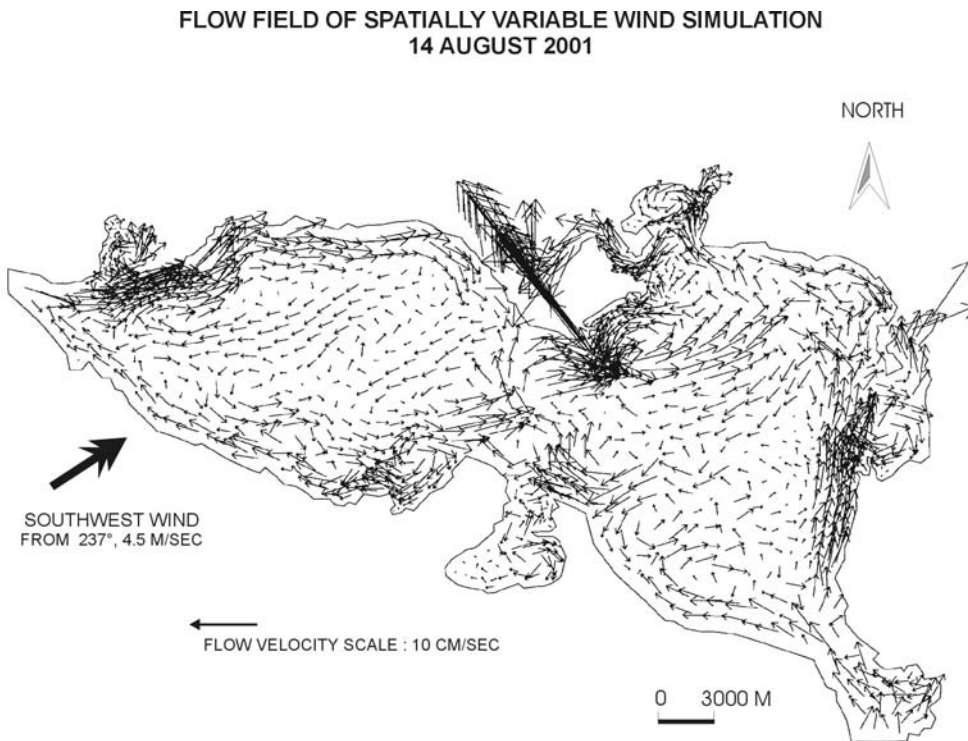 FLOW FIELD OF SPATIALLY VARIABLE WIND SIMULATION
14 AUGUST 2001
NORTH
SOUTHWEST WIND
FROM 237°, 4.5 M/SEC
FLOW VELOCITY SCALE : 10 CM/SEC
0 3000 M